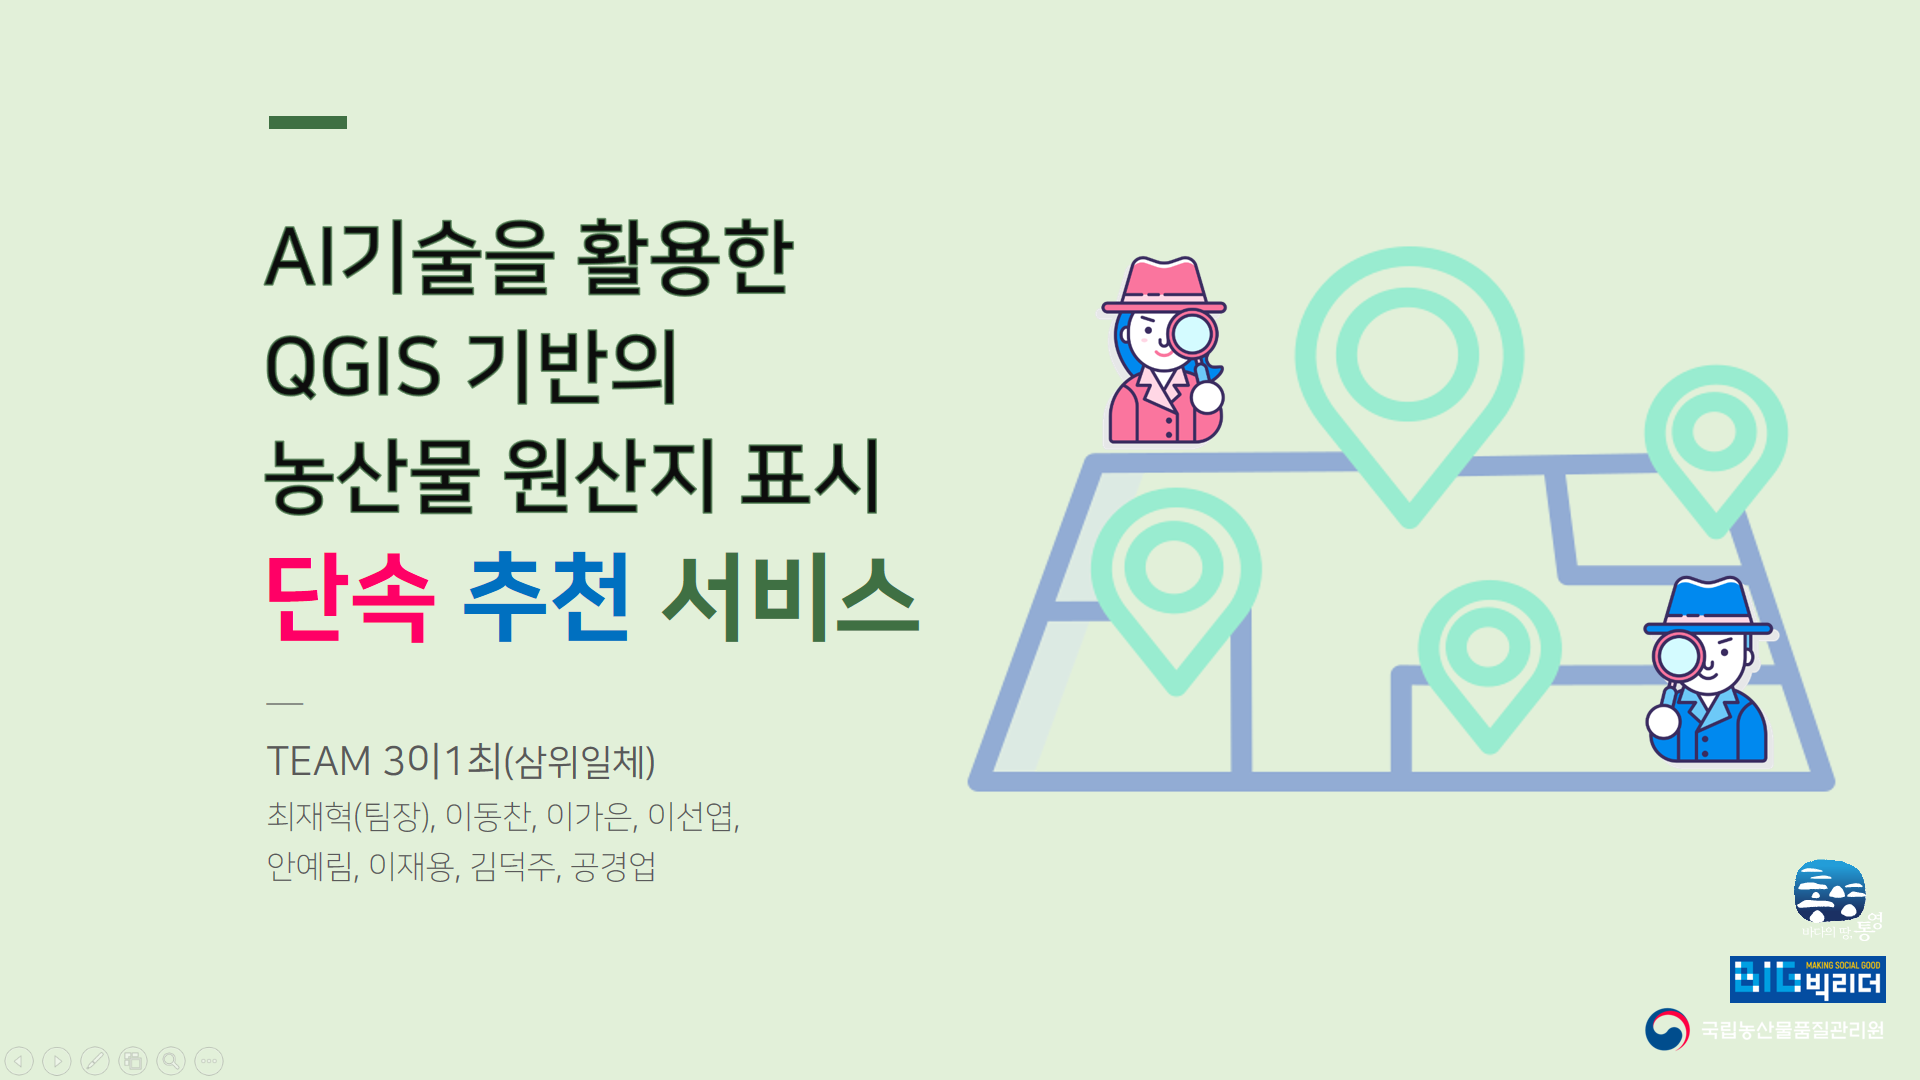 AI기술을 활용한
QGIS 기반의
농산물 원산지 표시
단속 추천 서비스
TEAM 3이1최(삼위일체)
최재혁(팀장), 이동찬, 이가은, 이선엽,
안예림, 이재용, 김덕주, 공경업
바다의 땅, 통영
MAKING SOCIAL GOOD
BIG 빅리더
국립농산물품질관리원